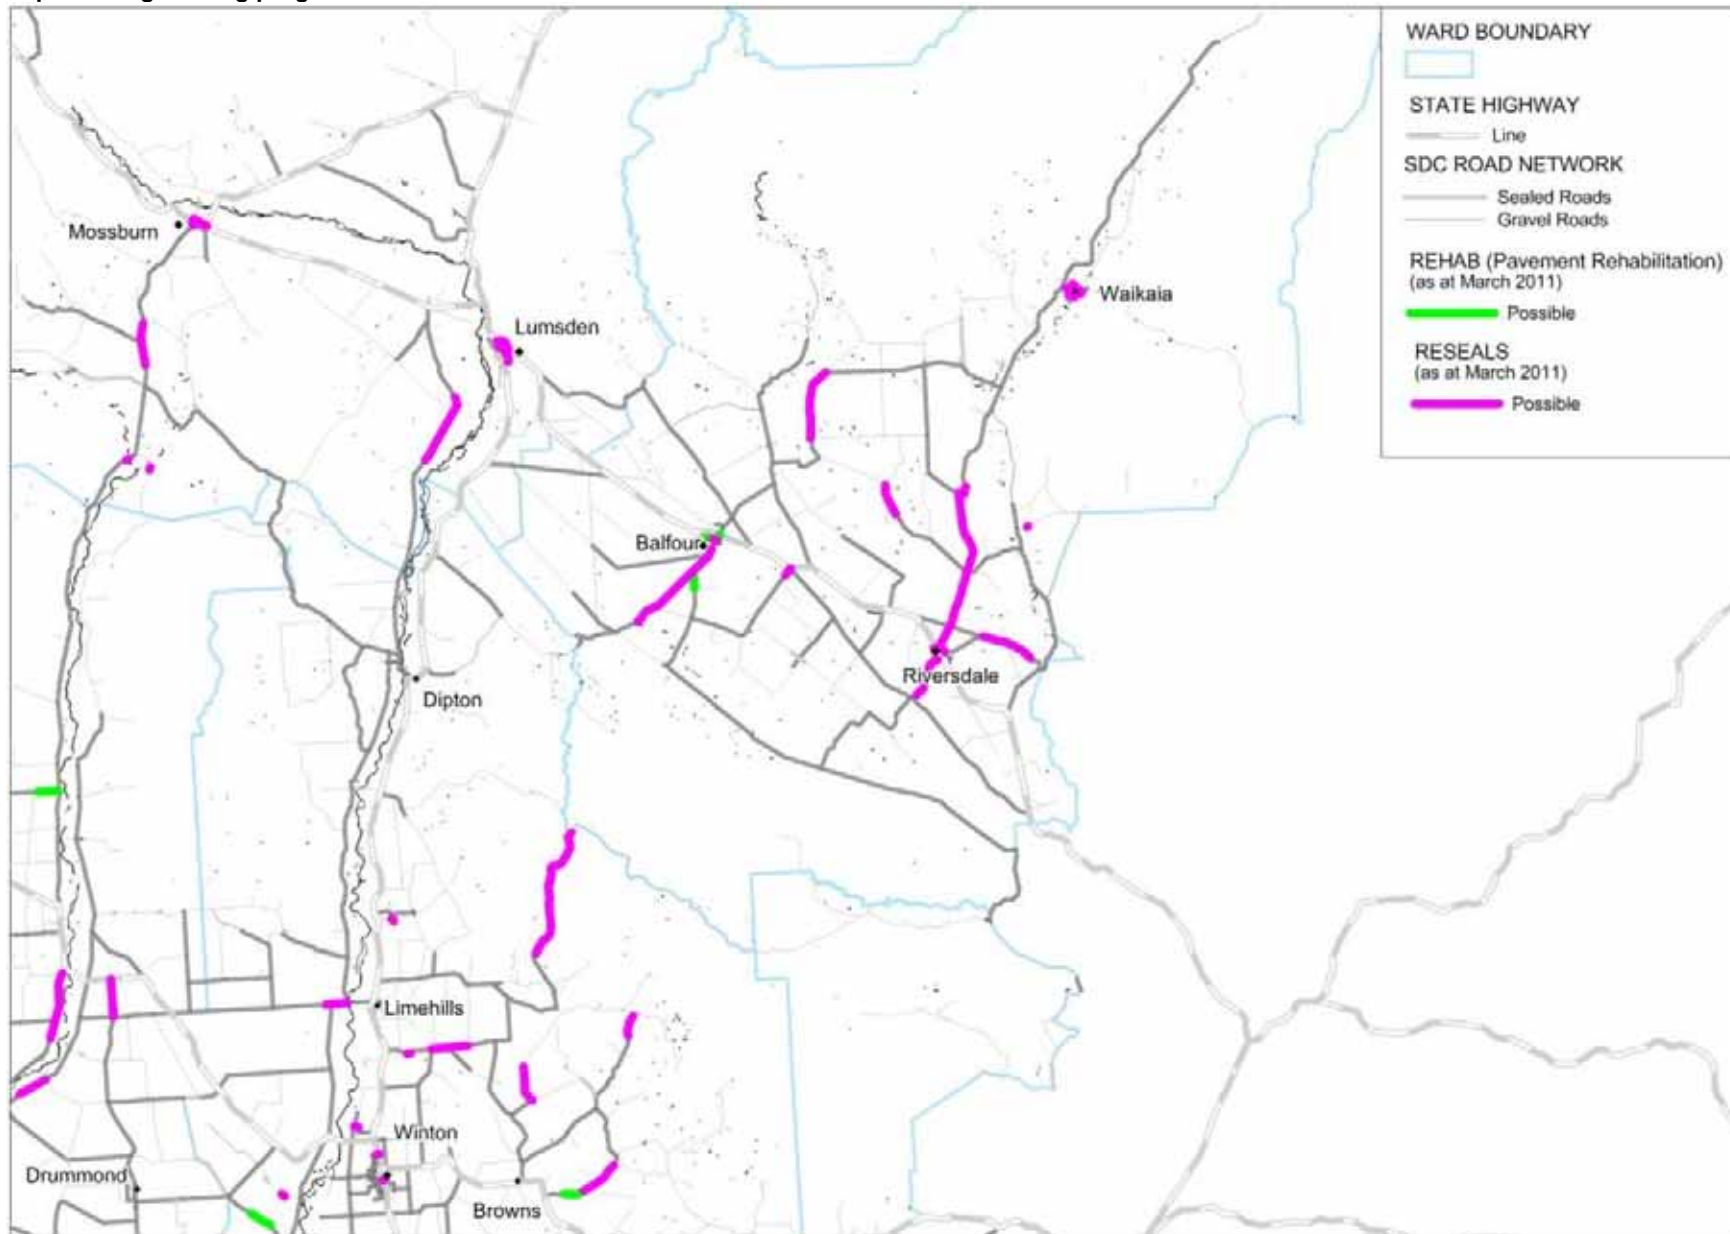 WARD BOUNDARY
STATE HIGHWAY
Line
SDC ROAD NETWORK
Sealed Roads
Gravel Roads
REHAB (Pavement Rehabilitation)
(as at March 2011)
Possible
RESEALS
(as at March 2011)
Possible
Mossburn
Waikaia
Lumsden
Balfour
Riversdale
Dipton
Limehills
Winton
Drummond
Browns